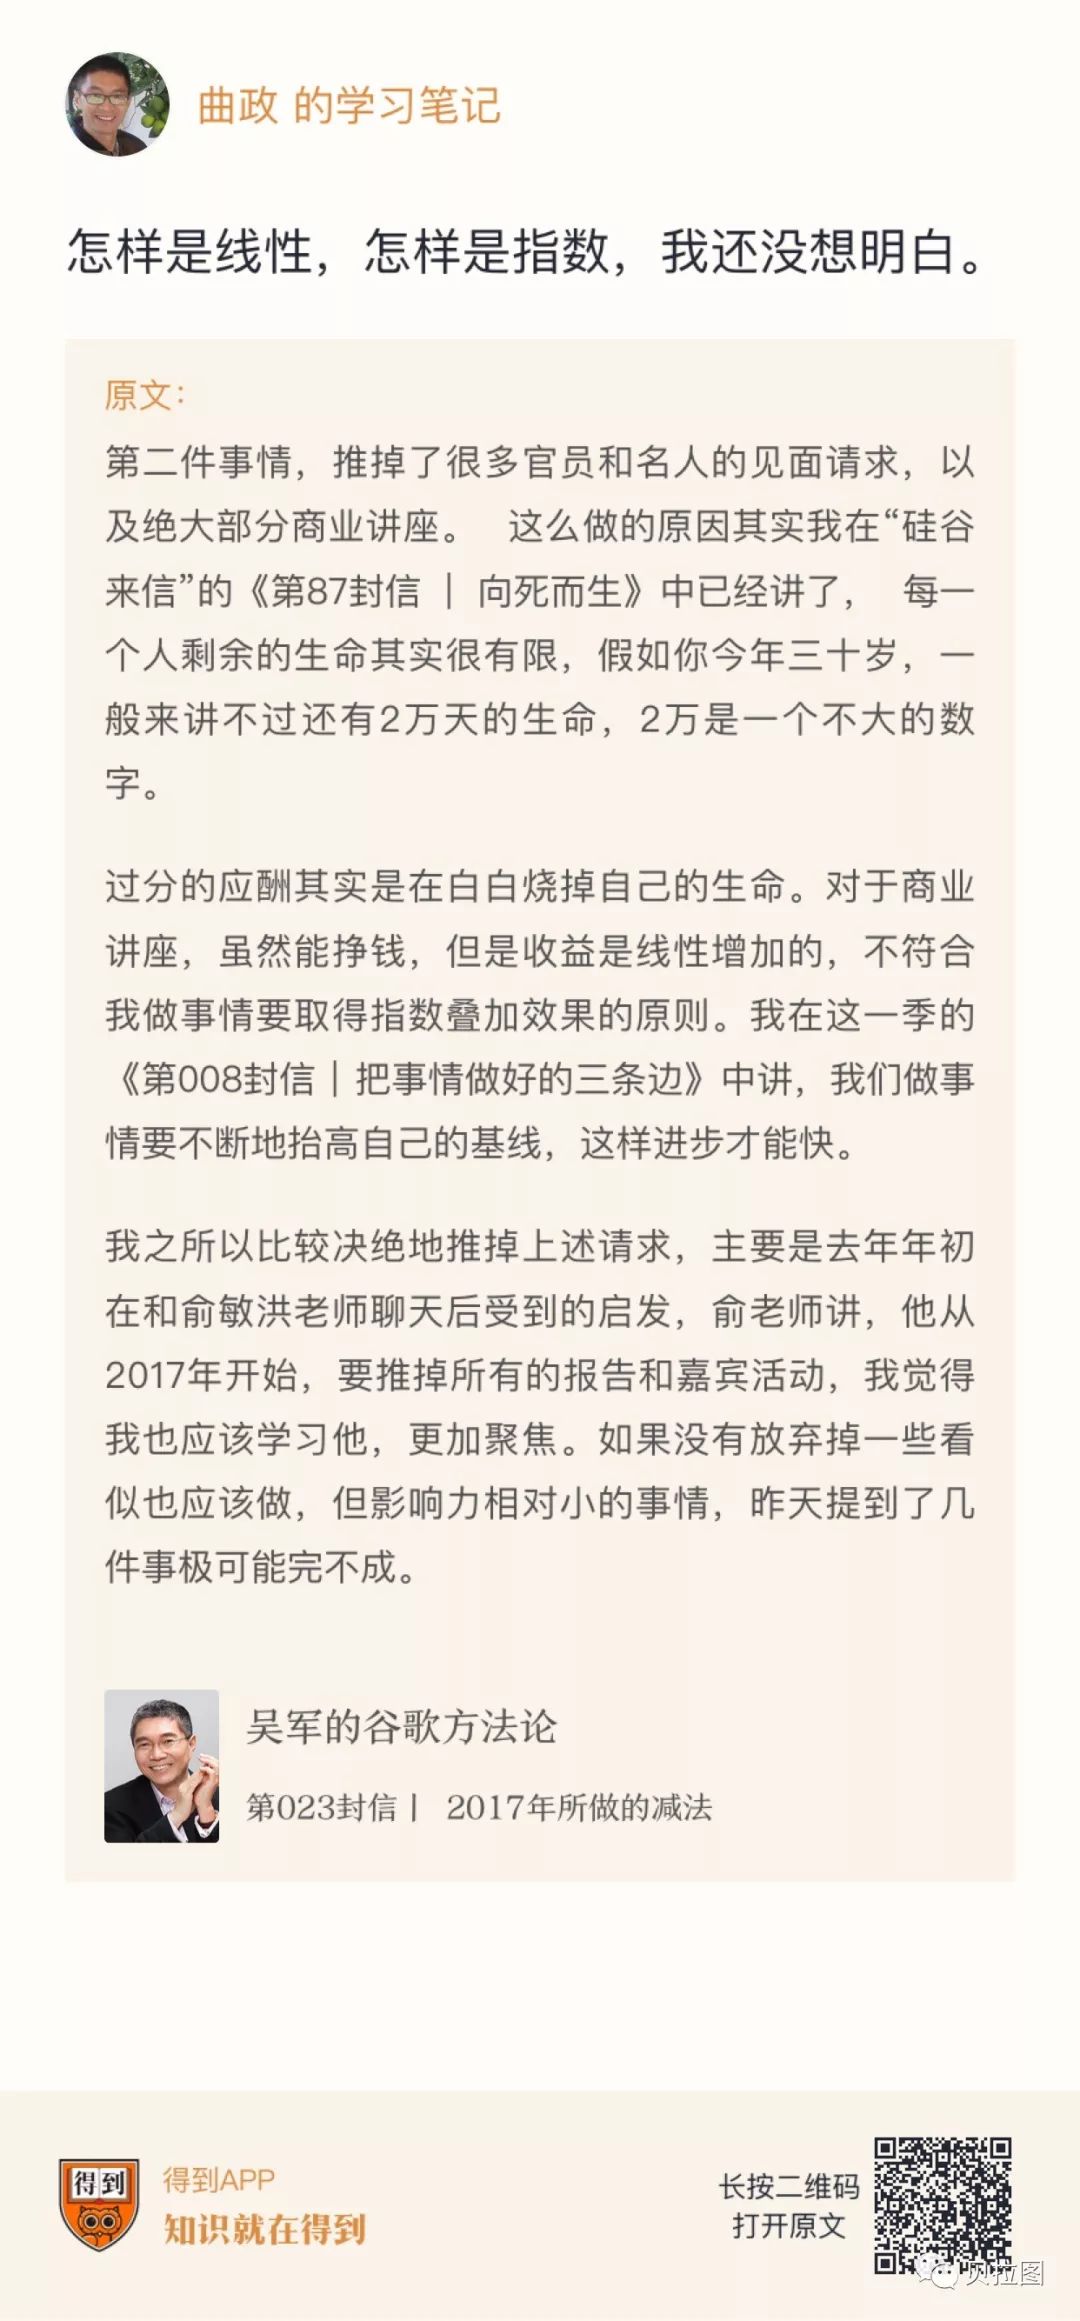 曲政 的学习笔记
怎样是线性，怎样是指数，我还没想明白。
原文：
第二件事情，推掉了很多官员和名人的见面请求，以
及绝大部分商业讲座。 这么做的原因其实我在“硅谷
来信”的《第87封信 ｜ 向死而生》中已经讲了， 每一
个人剩余的生命其实很有限，假如你今年三十岁，一
般来讲不过还有2万天的生命，2万是一个不大的数
字。
过分的应酬其实是在白白烧掉自己的生命。对于商业
讲座，虽然能挣钱，但是收益是线性增加的，不符合
我做事情要取得指数叠加效果的原则。我在这一季的
《第008封信｜把事情做好的三条边》中讲，我们做事
情要不断地抬高自己的基线，这样进步才能快。
我之所以比较决绝地推掉上述请求，主要是去年年初
在和俞敏洪老师聊天后受到的启发，俞老师讲，他从
2017年开始，要推掉所有的报告和嘉宾活动，我觉得
我也应该学习他，更加聚焦。如果没有放弃掉一些看
似也应该做，但影响力相对小的事情，昨天提到了几
件事极可能完不成。
吴军的谷歌方法论
第023封信丨 2017年所做的减法
得到
得到APP
知识就在得到
长按二维码
打开原文
贝拉图